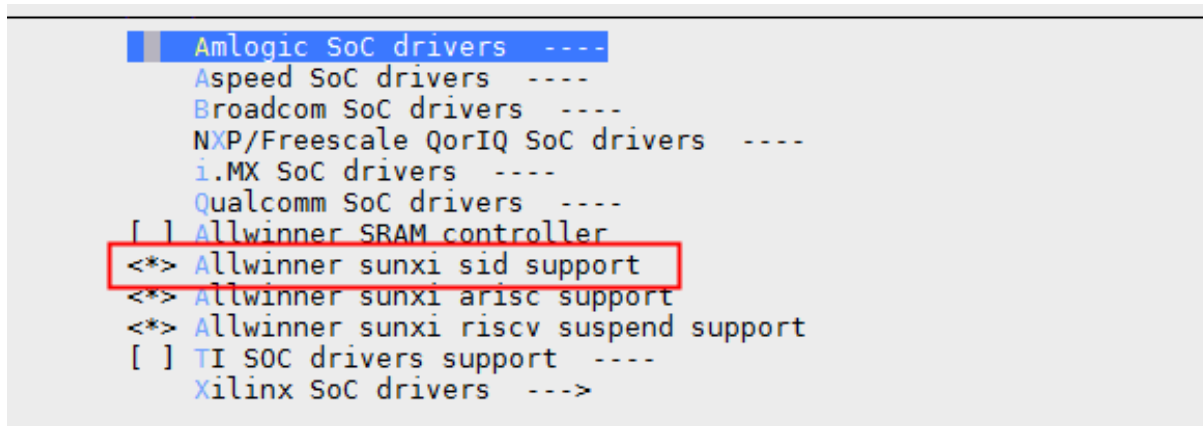 Amlogic SoC drivers  ----
Aspeed SoC drivers  ----
Broadcom SoC drivers  ----
NXP/Freescale QorIQ SoC drivers  ----
i.MX SoC drivers  ----
Qualcomm SoC drivers  ----
[ ] Allwinner SRAM controller
<*> Allwinner sunxi sid support
<*> Allwinner sunxi arisc support
<*> Allwinner sunxi riscv suspend support
[ ] TI SOC drivers support  ----
Xilinx SoC drivers  --->